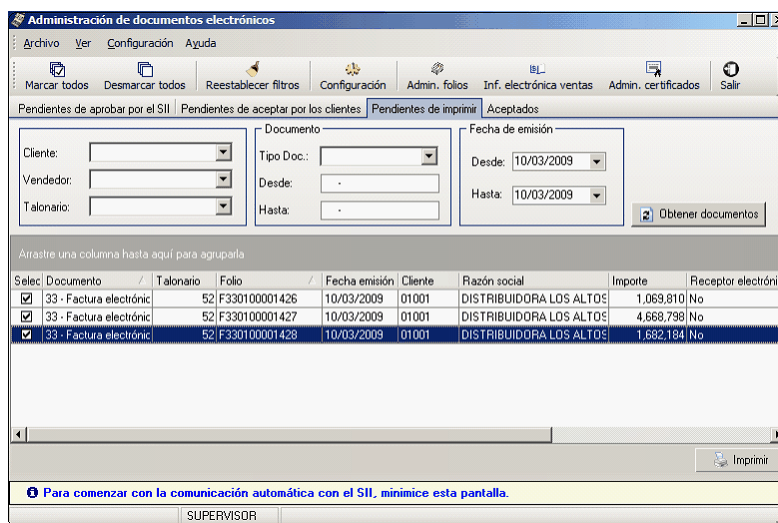 Administración de documentos electrónicos
Archivo Ver Configuración Ayuda
Marcar todos Desmarcar todos Reestablecer filtros Configuración Admin. folios Inf. electrónica ventas Admin. certificados Salir
Pendientes de aprobar por el SII Pendientes de aceptar por los clientes Pendientes de imprimir Aceptados
Documento Fecha de emisión
Cliente: Tipo Doc.: Desde: 10/03/2009
Vendedor: Desde: - Hasta: 10/03/2009
Talonario: Hasta: - Obtener documentos
Arrastre una columna hasta aquí para agruparla
Selec Documento Talonario Folio Fecha emisión Cliente Razón social Importe Receptor electróni
33 - Factura electrónic 52 F330100001426 10/03/2009 01001 DISTRIBUIDORA LOS ALTOS 1,069,810 No
33 - Factura electrónic 52 F330100001427 10/03/2009 01001 DISTRIBUIDORA LOS ALTOS 4,668,798 No
33 - Factura electrónic 52 F330100001428 10/03/2009 01001 DISTRIBUIDORA LOS ALTOS 1,682,184 No
Imprimir
Para comenzar con la comunicación automática con el SII, minimice esta pantalla.
SUPERVISOR